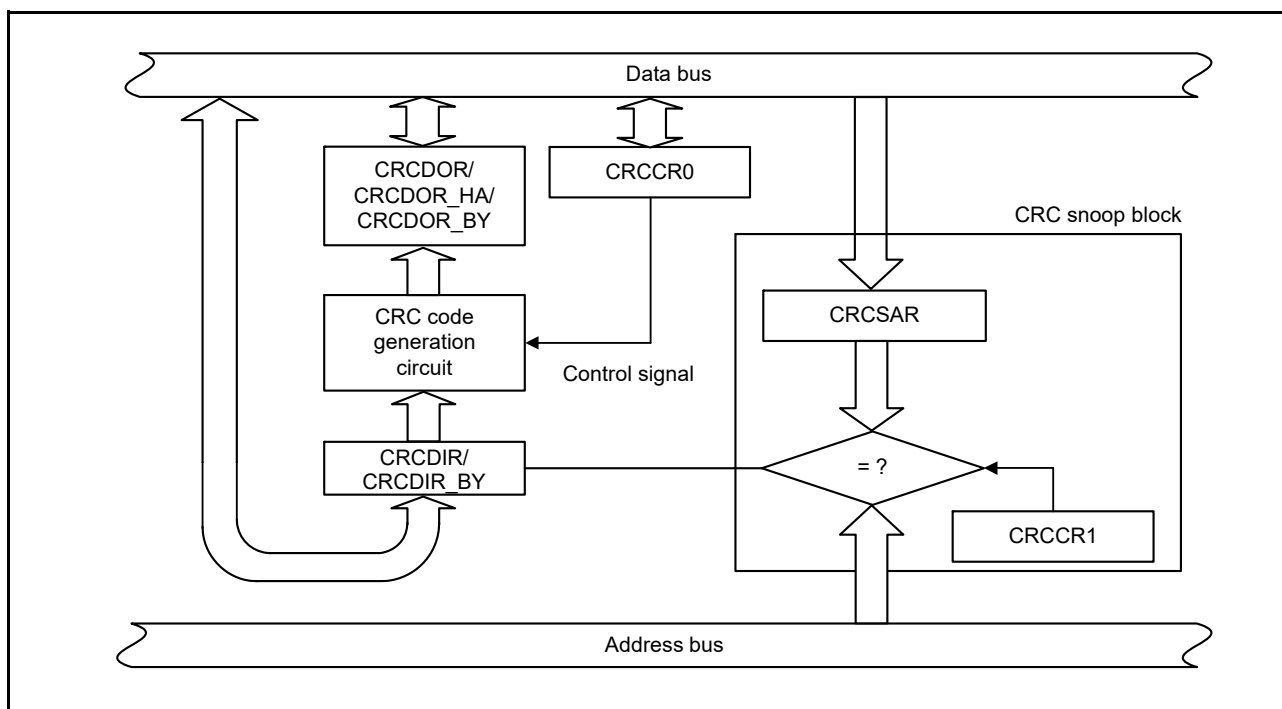 Data bus
CRCDOR/
CRCDOR_HA/
CRCDOR_BY
CRCCR0
CRC snoop block
CRCSAR
CRC code
generation
circuit
Control signal
CRCDIR/
CRCDIR_BY
= ?
CRCCR1
Address bus